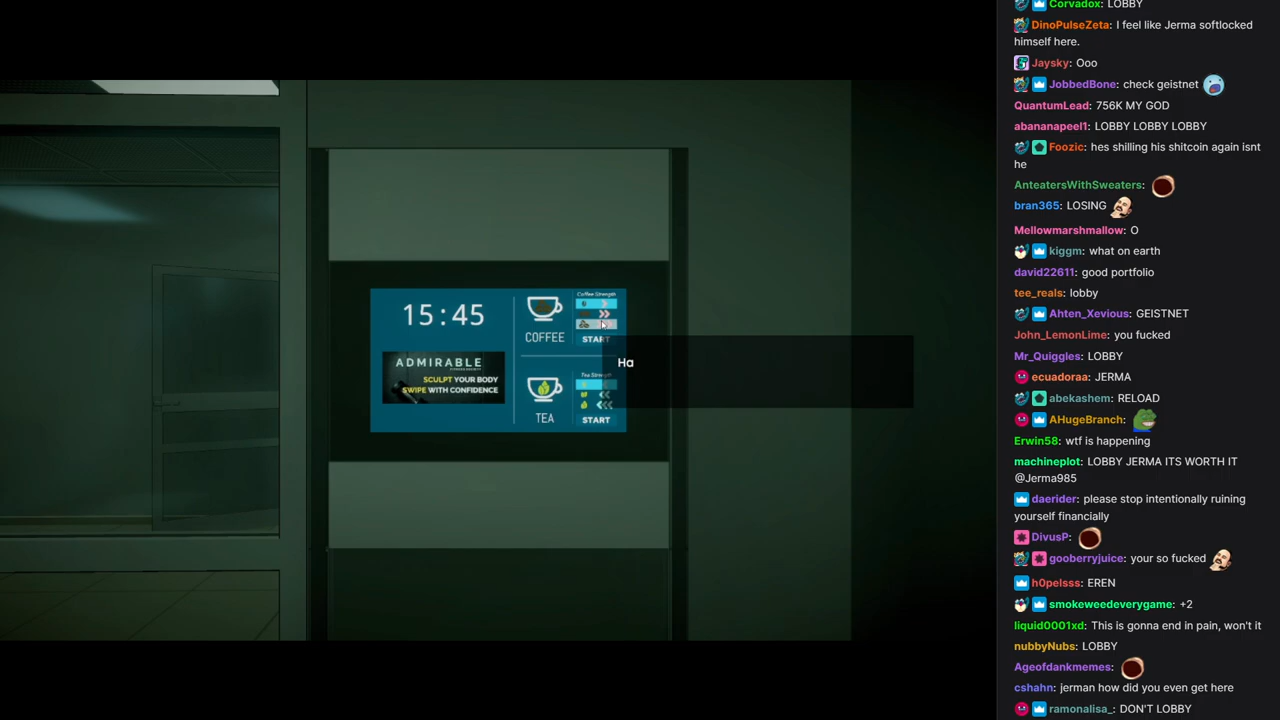 15:45
ADMIRABLE
SCULPT YOUR BODY
SWIPE WITH CONFIDENCE
COFFEE
Coffee Strength
START
TEA
Tea Strength
START
Ha
Corvadox: LOBBY
DinoPulseZeta: I feel like Jerma softlocked
himself here.
Jaysky: Ooo
JobbedBone: check geistnet
QuantumLead: 756K MY GOD
abananapeel1: LOBBY LOBBY LOBBY
Foozic: hes shilling his shitcoin again isnt
he
AnteatersWithSweaters:
bran365: LOSING
Mellowmarshmallow: O
kiggm: what on earth
david22611: good portfolio
tee_reals: lobby
Ahten_Xevious: GEISTNET
John_LemonLime: you fucked
Mr_Quiggles: LOBBY
ecuadoraa: JERMA
abekashem: RELOAD
AHugeBranch:
Erwin58: wtf is happening
machineplot: LOBBY JERMA ITS WORTH IT
@Jerma985
daerider: please stop intentionally ruining
yourself financially
DivusP:
gooberryjuice: your so fucked
h0pelsss: EREN
smokeweedeverygame: +2
liquid0001xd: This is gonna end in pain, won't it
nubbyNubs: LOBBY
Ageofdankmemes:
cshahn: jerman how did you even get here
ramonalisa_: DON'T LOBBY